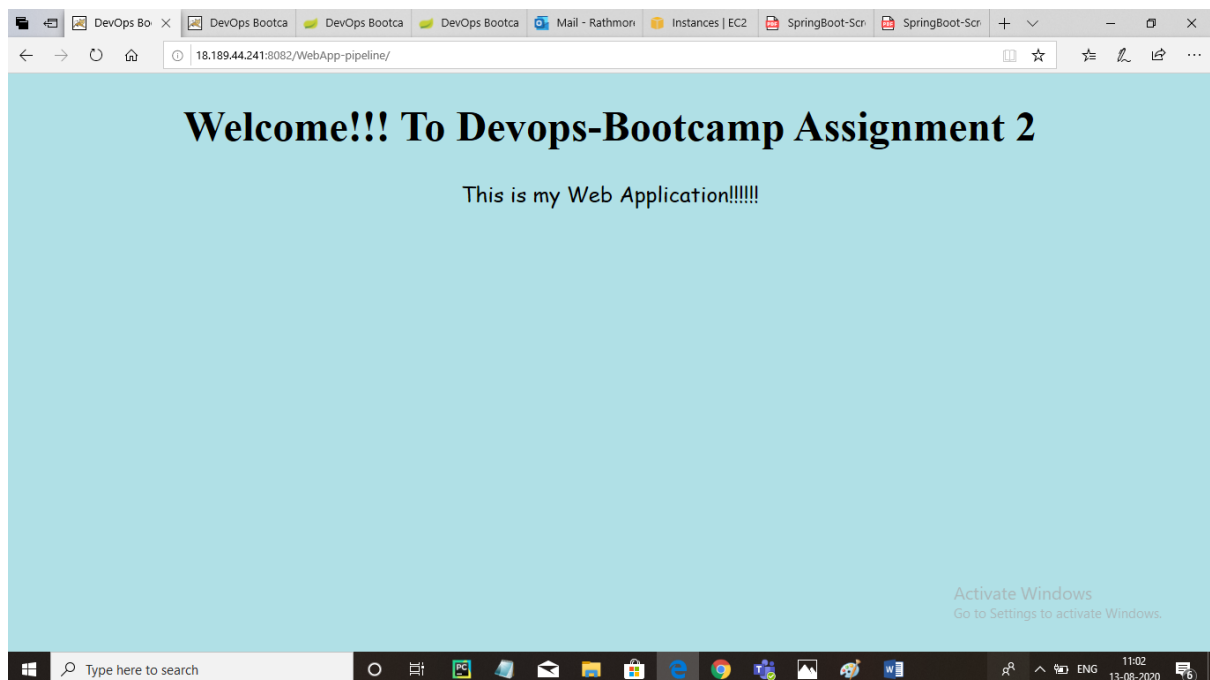 DevOps Bo
DevOps Bootca
DevOps Bootca
DevOps Bootca
Mail - Rathmore
Instances | EC2
SpringBoot-Scr
SpringBoot-Scr
18.189.44.241:8082/WebApp-pipeline/
Welcome!!! To Devops-Bootcamp Assignment 2
This is my Web Application!!!!!!
Activate Windows
Go to Settings to activate Windows.
Type here to search
ENG
11:02
13-08-2020
6